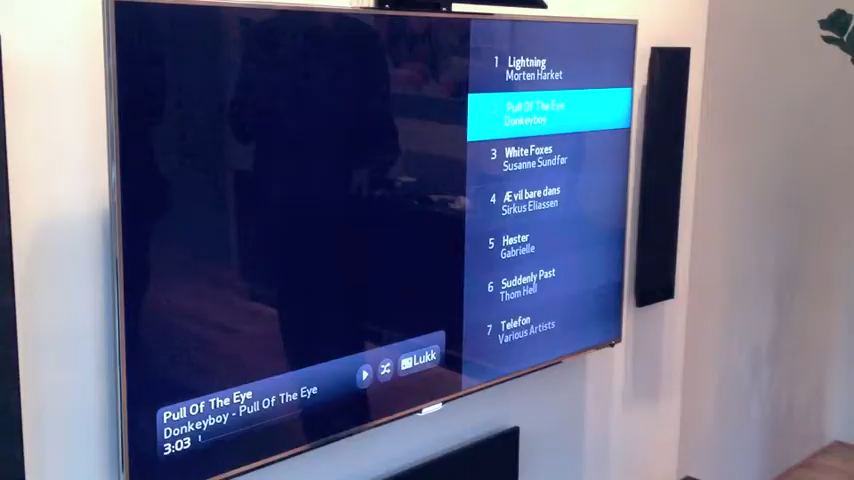 1 Lightning
Morten Harket
2 Pull Of The Eye
Donkeyboy
3 White Foxes
Susanne Sundfør
4 Æ vil bare dans
Sirkus Eliassen
5 Høster
Gabrielle
6 Suddenly Past
Thom Hell
7 Telefon
Various Artists
Pull Of The Eye
Donkeyboy - Pull Of The Eye
3:03
Lukk